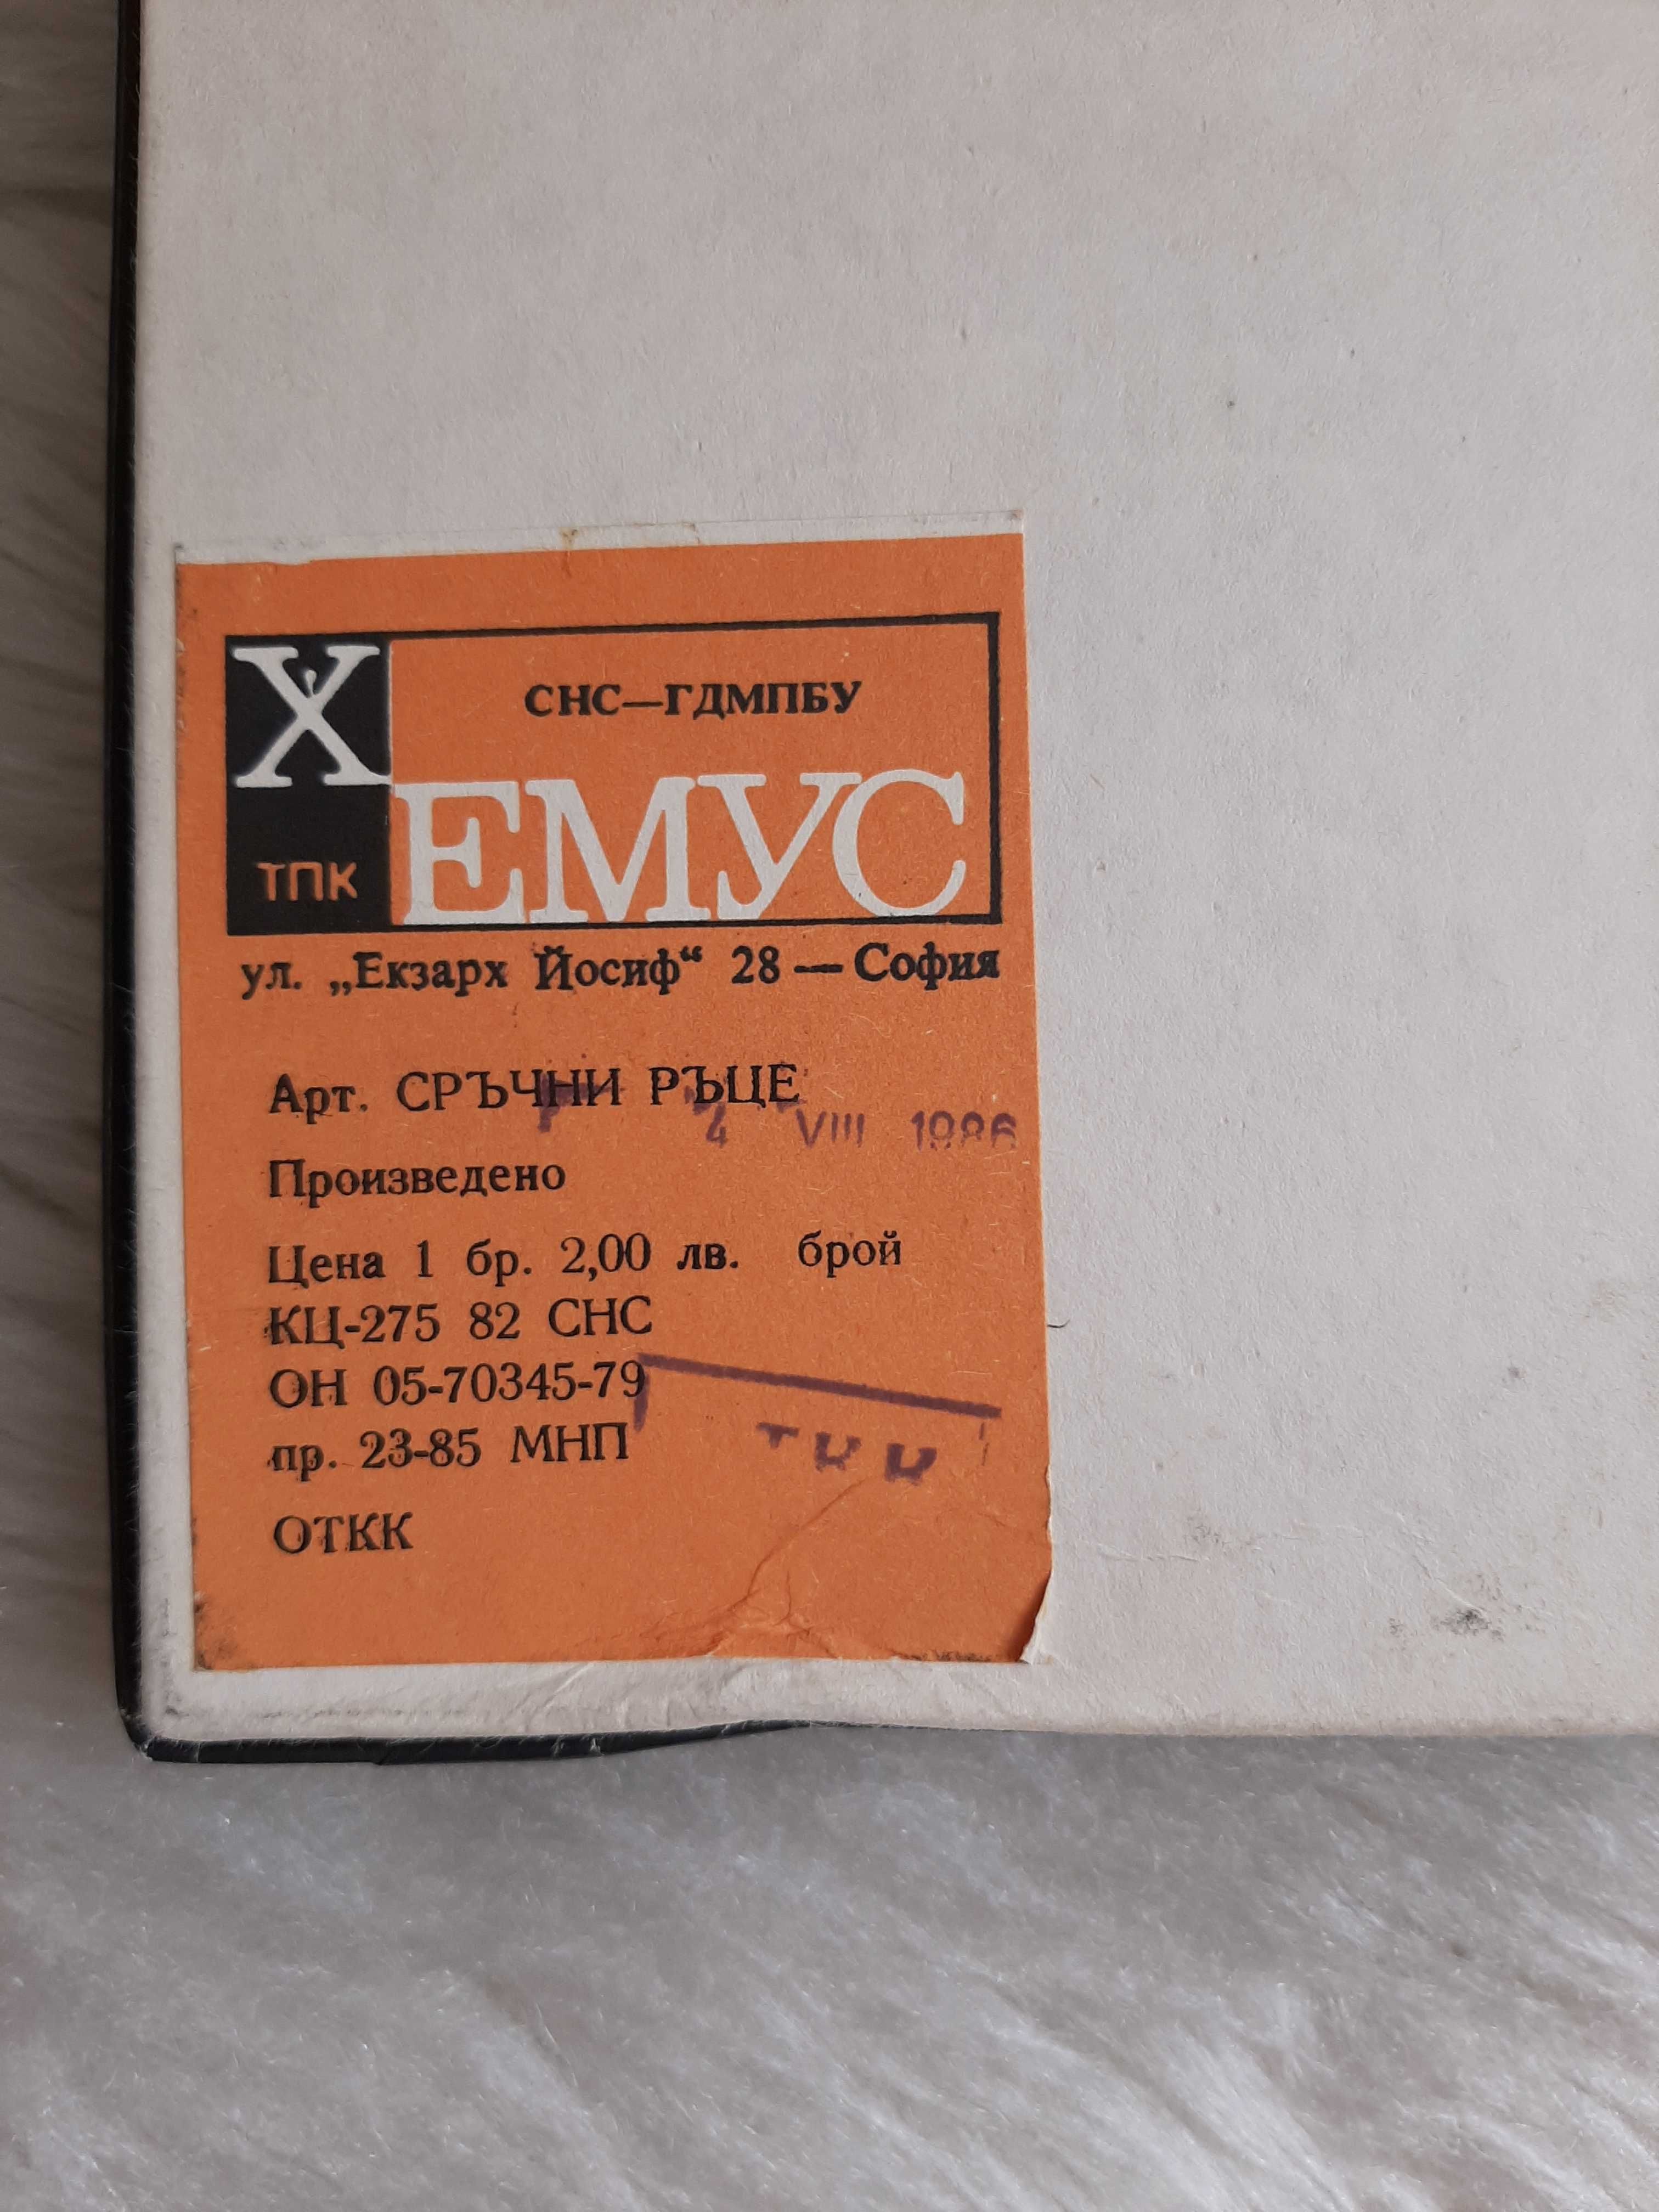 СНС—ГДМПБУ
ХЕМУС
ТПК
ул. „Екзарх Йосиф“ 28 — София
Арт. СРЪЧНИ РЪЦЕ
4 VIII 1986
Произведено
Цена 1 бр. 2,00 лв. брой
КЦ-275 82 СНС
ОН 05-70345-79
пр. 23-85 МНП
ОТКК